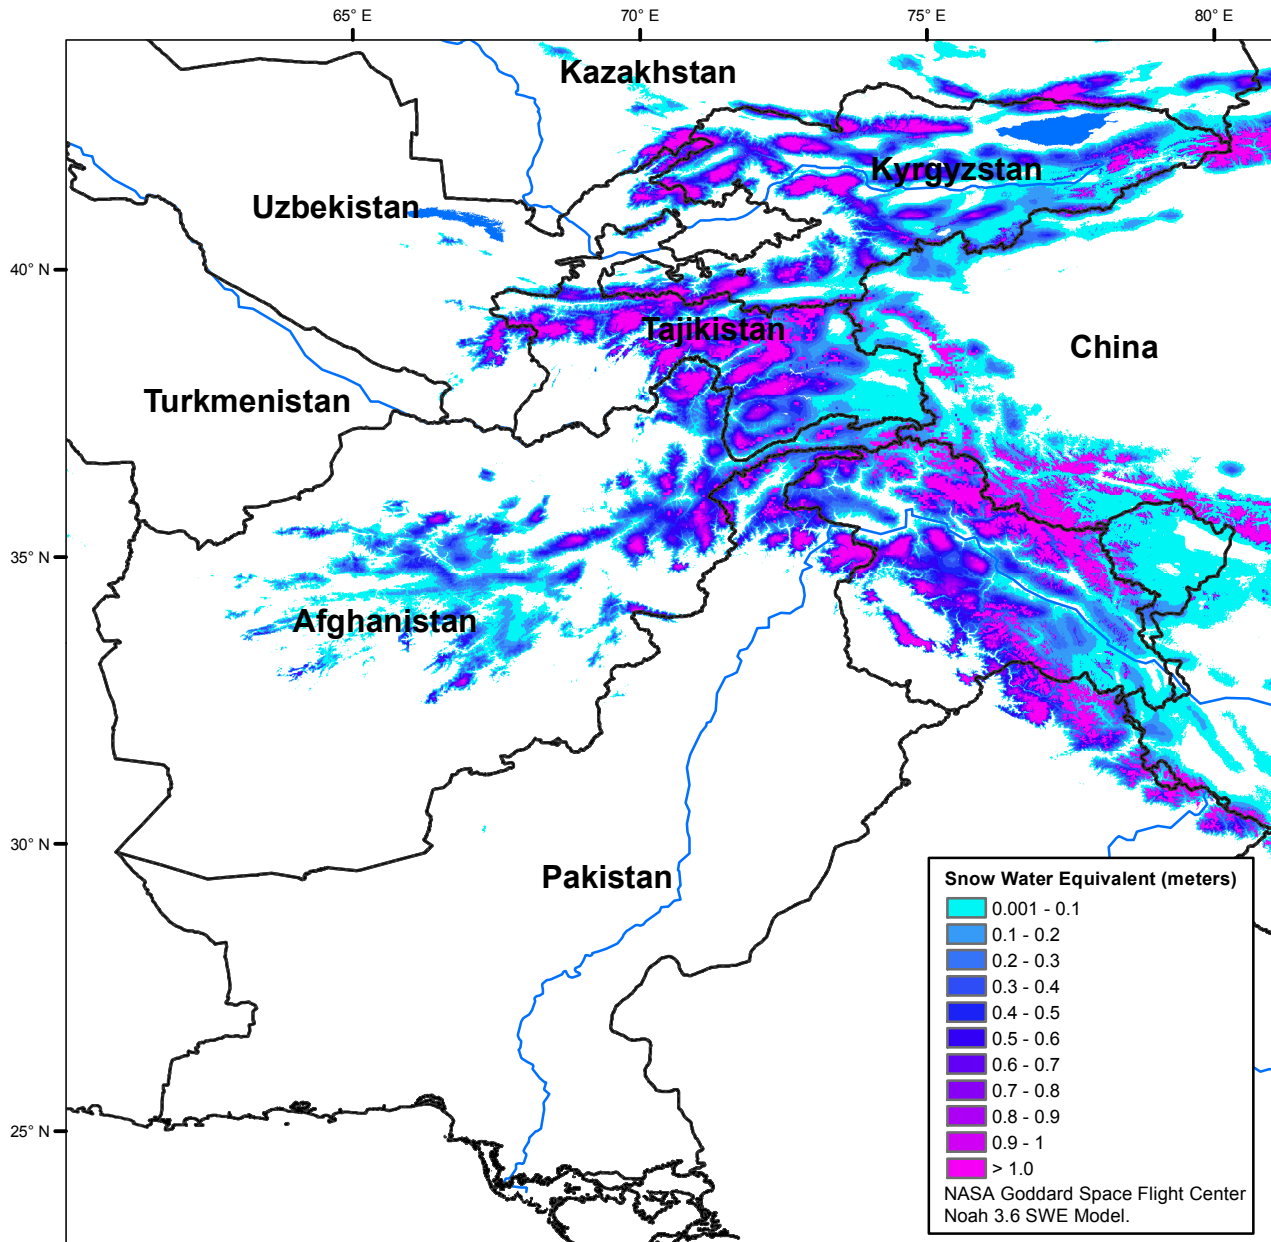 65° E
70° E
75° E
80° E
Kazakhstan
Kyrgyzstan
Uzbekistan
40° N
Tajikistan
China
Turkmenistan
35° N
Afghanistan
30° N
Pakistan
25° N
Snow Water Equivalent (meters)
0.001 - 0.1
0.1 - 0.2
0.2 - 0.3
0.3 - 0.4
0.4 - 0.5
0.5 - 0.6
0.6 - 0.7
0.7 - 0.8
0.8 - 0.9
0.9 - 1
> 1.0
NASA Goddard Space Flight Center
Noah 3.6 SWE Model.